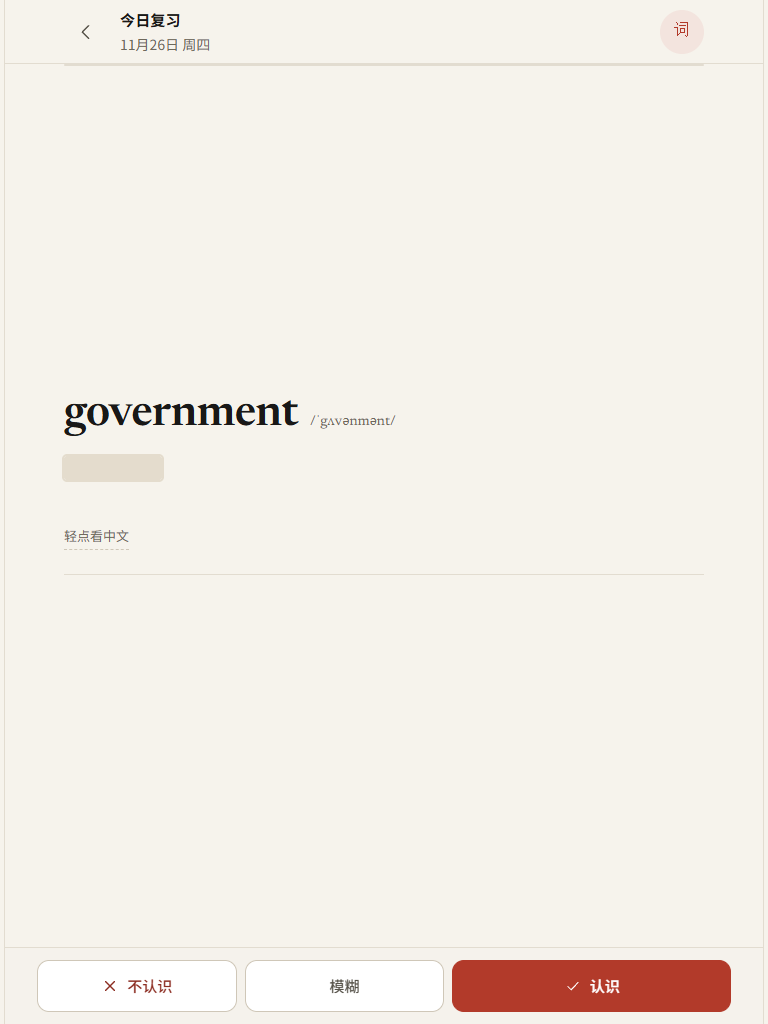 今日复习
11月26日 周四
词
government /ˈɡʌvənmənt/
轻点看中文
不认识
模糊
认识